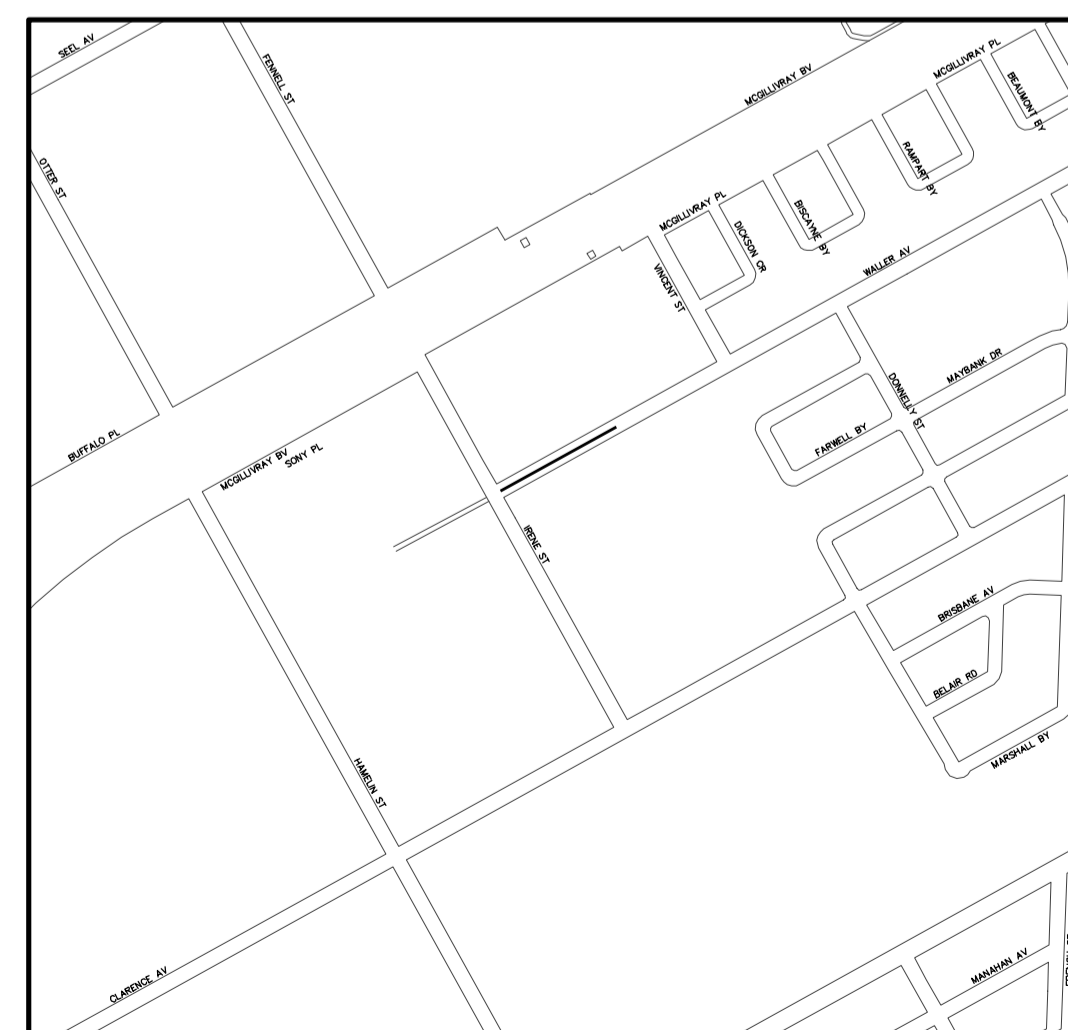 SEEL AV
FENNELL ST
MCGILLIVRAY BV
MCGILLIVRAY PL
BEAUMONT BY
OTTER ST
RAMPART BY
MCGILLIVRAY PL
BISCAYNE BY
DICKSON CR
WALLER AV
VINCENT ST
MAYBANK DR
DONNELLY ST
FARWELL BY
BUFFALO PL
MCGILLIVRAY BV
SONY PL
IRENE ST
BRISBANE AV
BELAIR RD
MARSHALL BY
HAMELIN ST
CLARENCE AV
MANAHAN AV